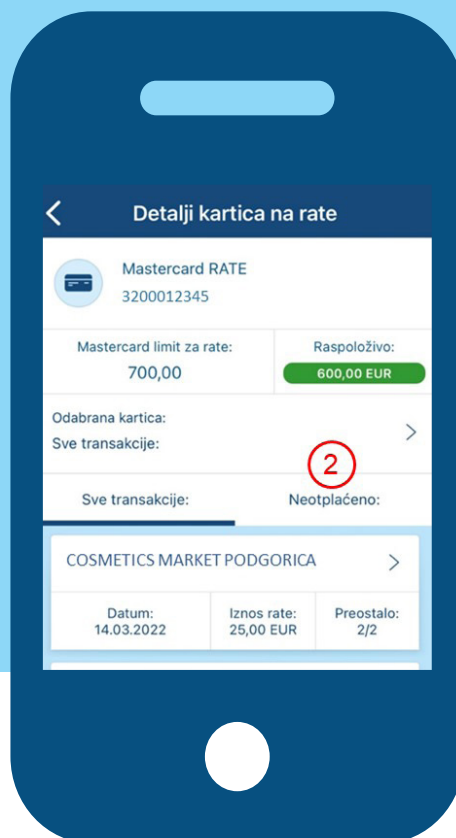 Detalji kartica na rate
Mastercard RATE
3200012345
Mastercard limit za rate:
700,00
Raspoloživo:
600,00 EUR
Odabrana kartica:
Sve transakcije:
2
Sve transakcije:
Neotplaćeno:
COSMETICS MARKET PODGORICA
Datum:
14.03.2022
Iznos rate:
25,00 EUR
Preostalo:
2/2